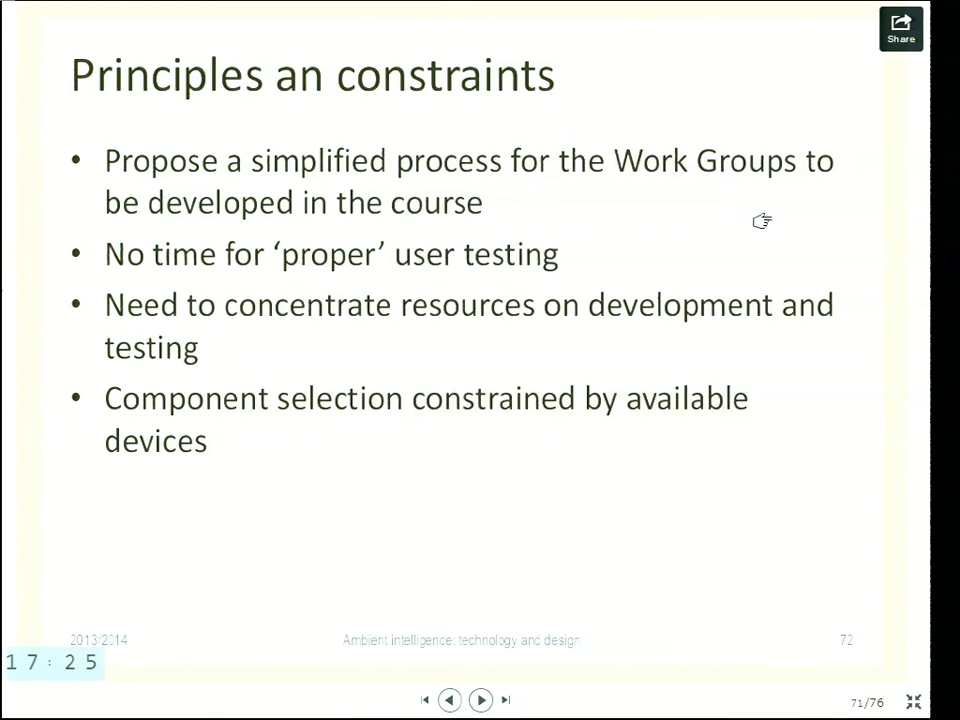 Share
Principles an constraints
• Propose a simplified process for the Work Groups to
be developed in the course
• No time for ‘proper’ user testing
• Need to concentrate resources on development and
testing
• Component selection constrained by available
devices
2013/2014 Ambient intelligence: technology and design 72
17:25
71/76